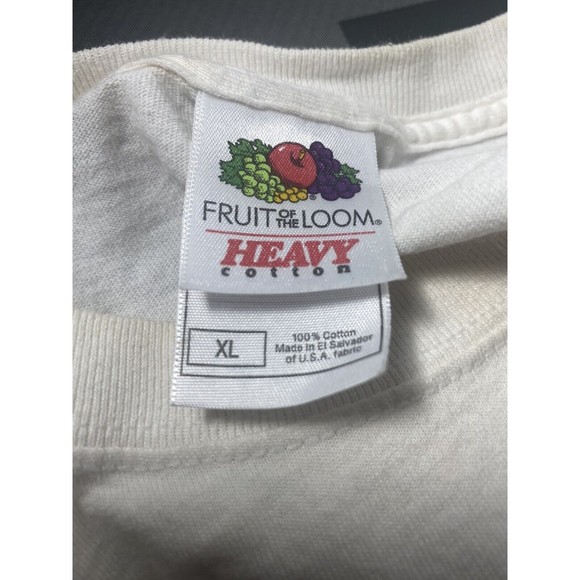 FRUIT OF THE LOOM®
HEAVY
cotton
XL
100% Cotton
Made in El Salvador
of U.S.A. fabric